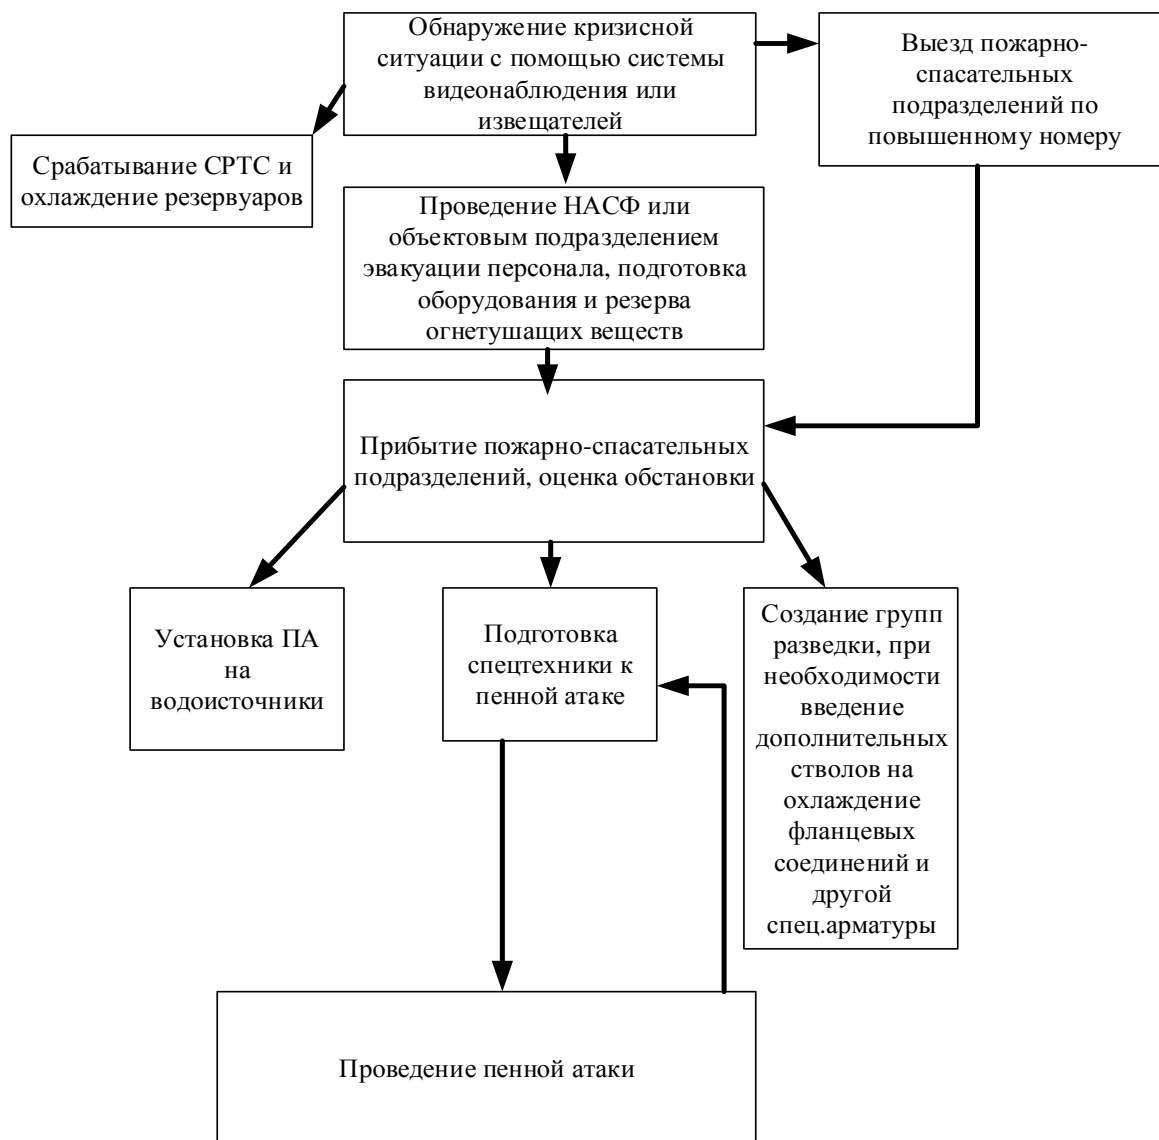 Обнаружение кризисной
ситуации с помощью системы
видеонаблюдения или
извещателей
Выезд пожарно-
спасательных
подразделений по
повышенному номеру
Срабатывание СРТС и
охлаждение резервуаров
Проведение НАСФ или
объектовым подразделением
эвакуации персонала, подготовка
оборудования и резерва
огнетушащих веществ
Прибытие пожарно-спасательных
подразделений, оценка обстановки
Установка ПА
на
водоисточники
Подготовка
спецтехники к
пенной атаке
Создание групп
разведки, при
необходимости
введение
дополнительных
стволов на
охлаждение
фланцевых
соединений и
другой
спец.арматуры
Проведение пенной атаки